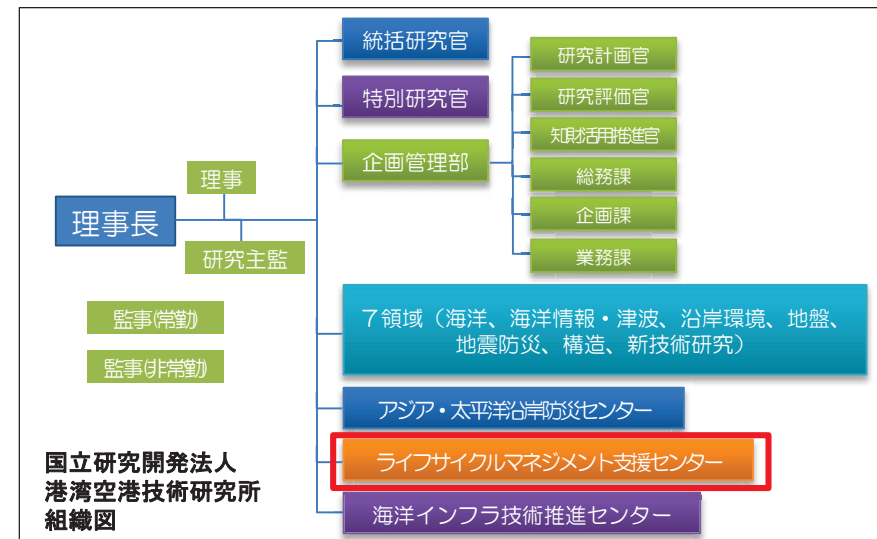 統括研究官
特別研究官
企画管理部
研究計画官
研究評価官
知財活用推進官
総務課
企画課
業務課
理事
理事長
研究主監
監事(常勤)
監事(非常勤)
7領域(海洋、海洋情報・津波、沿岸環境、地盤、
地震防災、構造、新技術研究)
アジア・太平洋沿岸防災センター
ライフサイクルマネジメント支援センター
海洋インフラ技術推進センター
国立研究開発法人
港湾空港技術研究所
組織図